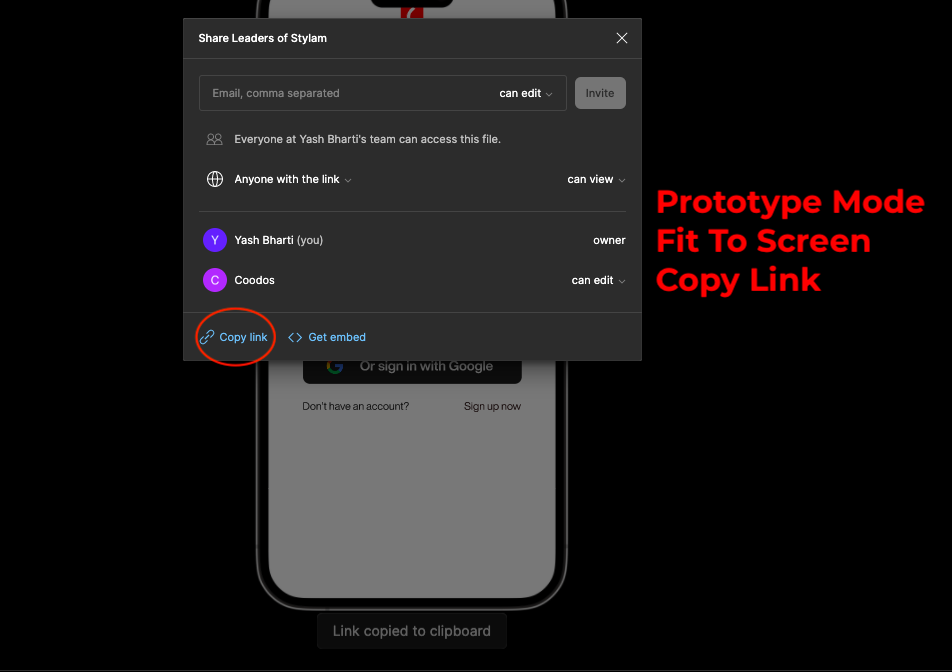 Share Leaders of Stylam
Email, comma separated can edit Invite
Everyone at Yash Bharti's team can access this file.
Anyone with the link can view
Y Yash Bharti (you) owner
C Coodos can edit
Copy link Get embed
Prototype Mode
Fit To Screen
Copy Link
Or sign in with Google
Don't have an account? Sign up now
Link copied to clipboard